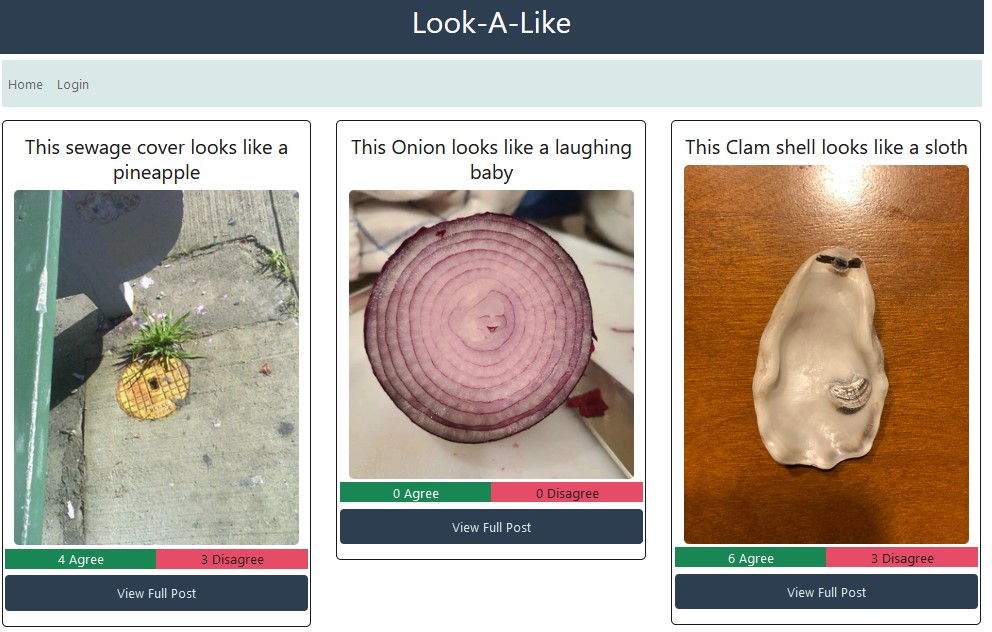 Look-A-Like
Home Login
This sewage cover looks like a
pineapple
4 Agree 3 Disagree
View Full Post
This Onion looks like a laughing
baby
0 Agree 0 Disagree
View Full Post
This Clam shell looks like a sloth
6 Agree 3 Disagree
View Full Post